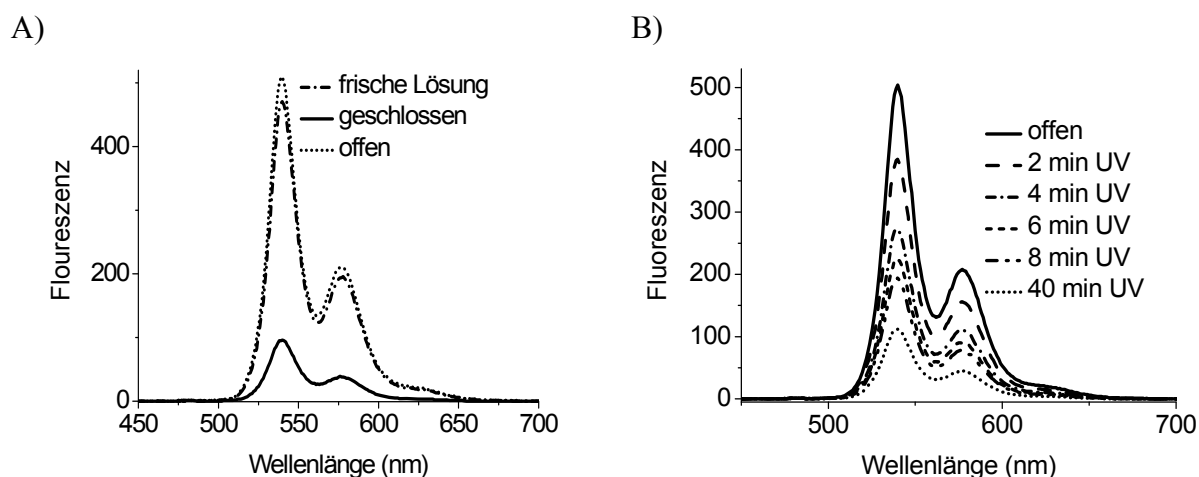 A)
Floureszenz
400
200
0
450 500 550 600 650 700
Wellenlänge (nm)
frische Lösung
geschlossen
offen
B)
Fluoreszenz
500
400
300
200
100
0
500 600 700
Wellenlänge (nm)
offen
2 min UV
4 min UV
6 min UV
8 min UV
40 min UV